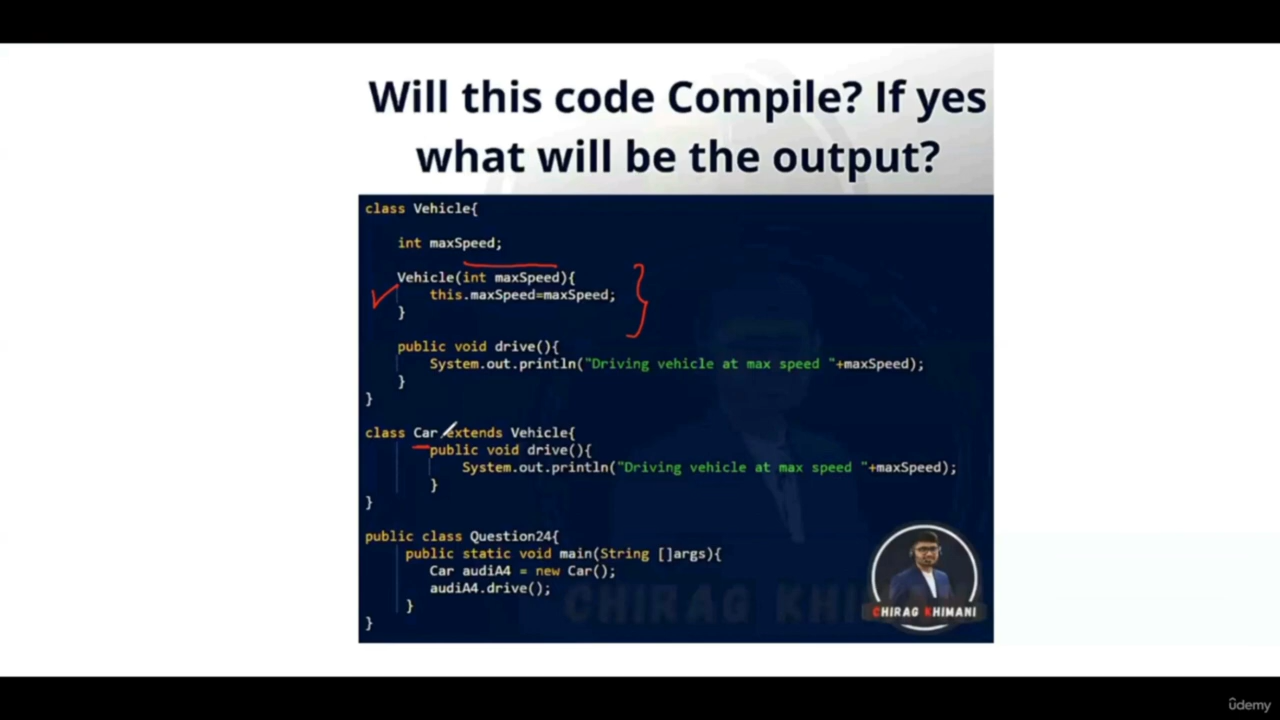 Will this code Compile? If yes
what will be the output?
class Vehicle{
int maxSpeed;
Vehicle(int maxSpeed){
this.maxSpeed=maxSpeed;
}
public void drive(){
System.out.println("Driving vehicle at max speed "+maxSpeed);
}
}
class Car extends Vehicle{
public void drive(){
System.out.println("Driving vehicle at max speed "+maxSpeed);
}
}
public class Question24{
public static void main(String []args){
Car audiA4 = new Car();
audiA4.drive();
}
}
CHIRAG KHIMANI
CHIRAG KHIMANI
ûdemy